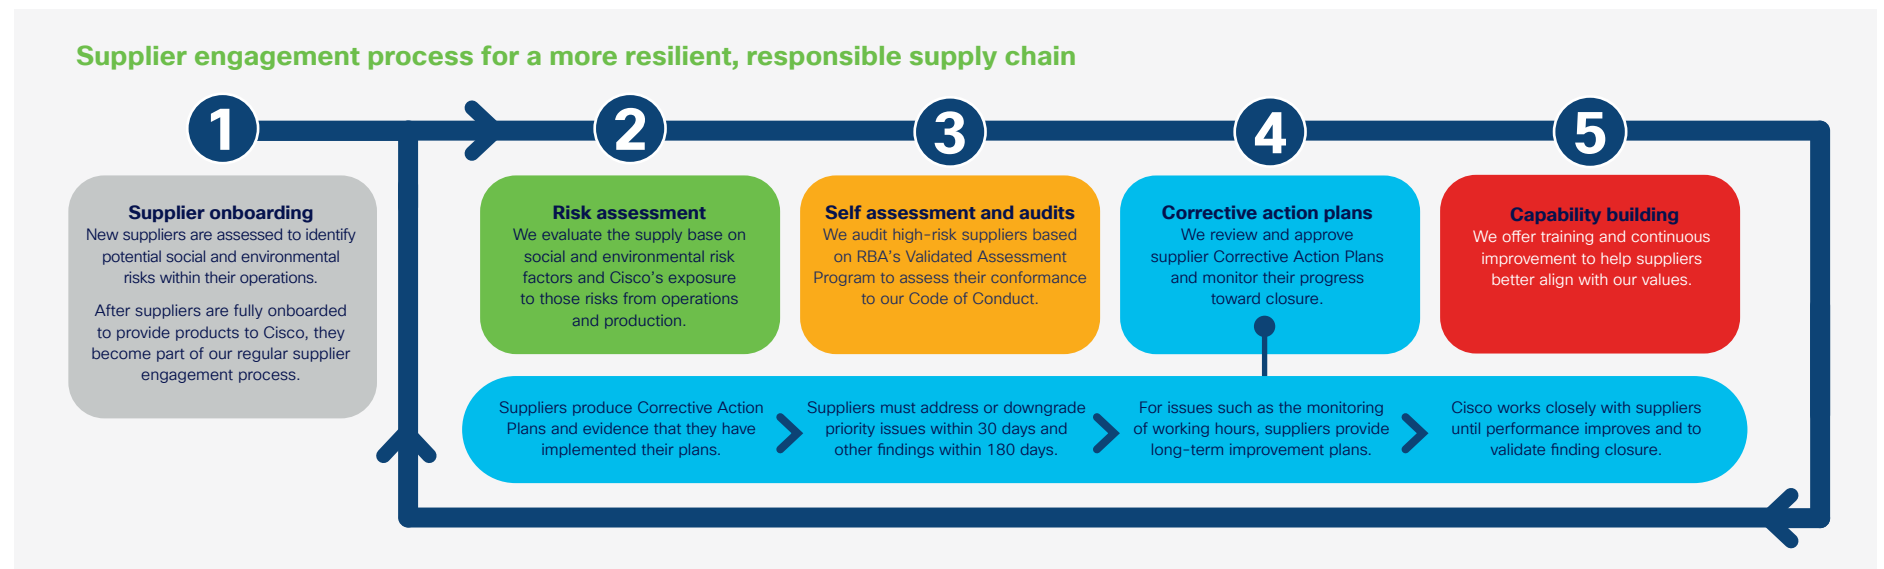 Supplier engagement process for a more resilient, responsible supply chain
1
2
3
4
5
Supplier onboarding
New suppliers are assessed to identify
potential social and environmental
risks within their operations.
After suppliers are fully onboarded
to provide products to Cisco, they
become part of our regular supplier
engagement process.
Risk assessment
We evaluate the supply base on
social and environmental risk
factors and Cisco's exposure
to those risks from operations
and production.
Self assessment and audits
We audit high-risk suppliers based
on RBA's Validated Assessment
Program to assess their conformance
to our Code of Conduct.
Corrective action plans
We review and approve
supplier Corrective Action Plans
and monitor their progress
toward closure.
Capability building
We offer training and continuous
improvement to help suppliers
better align with our values.
Suppliers produce Corrective Action
Plans and evidence that they have
implemented their plans.
Suppliers must address or downgrade
priority issues within 30 days and
other findings within 180 days.
For issues such as the monitoring
of working hours, suppliers provide
long-term improvement plans.
Cisco works closely with suppliers
until performance improves and to
validate finding closure.